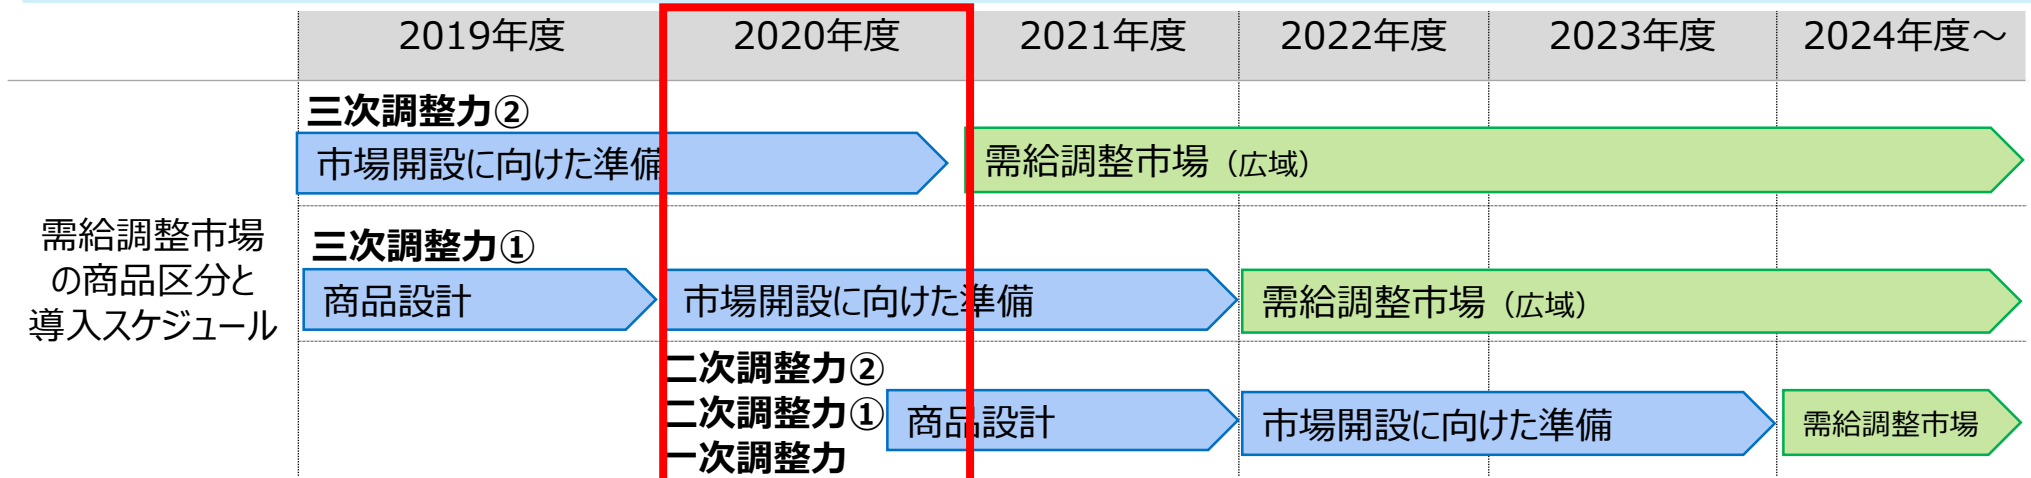 2019年度
2020年度
2021年度
2022年度
2023年度
2024年度～
需給調整市場
の商品区分と
導入スケジュール
三次調整力②
市場開設に向けた準備
需給調整市場（広域）
三次調整力①
商品設計
市場開設に向けた準備
需給調整市場（広域）
二次調整力②
二次調整力①
一次調整力
商品設計
市場開設に向けた準備
需給調整市場